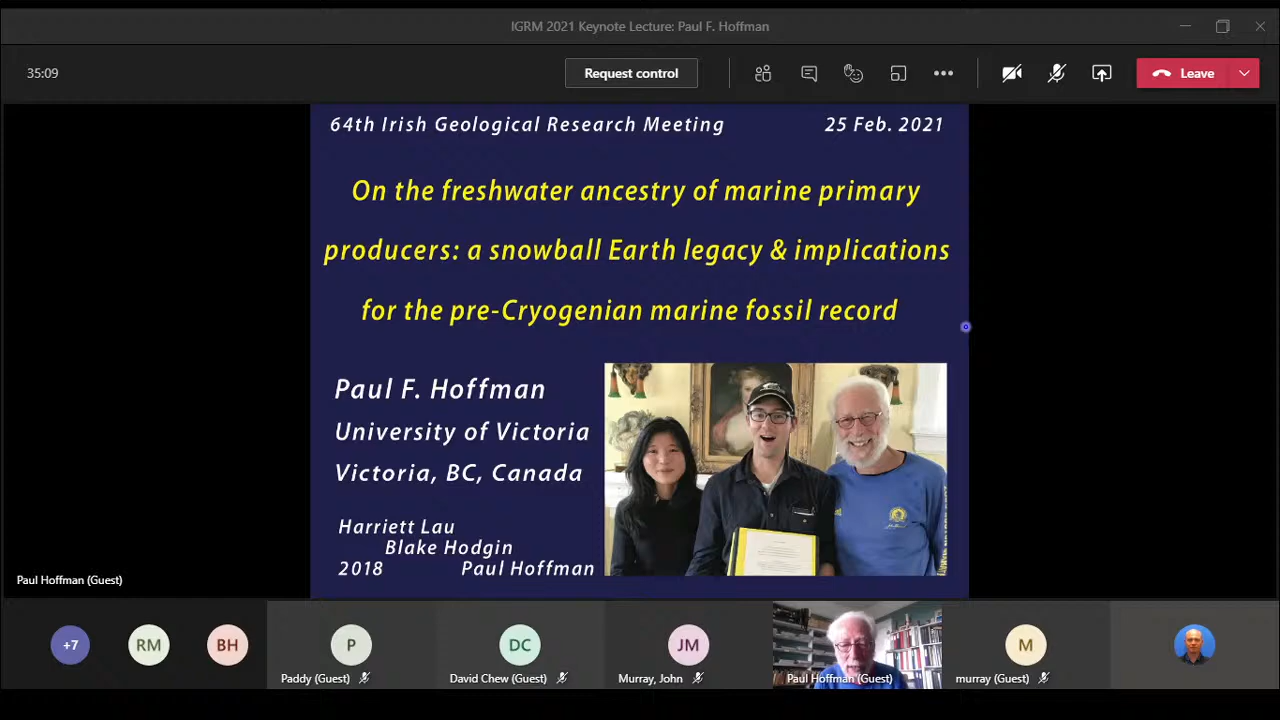 IGRM 2021 Keynote Lecture: Paul F. Hoffman
35:09
Request control
Leave
64th Irish Geological Research Meeting
25 Feb. 2021
On the freshwater ancestry of marine primary
producers: a snowball Earth legacy & implications
for the pre-Cryogenian marine fossil record
Paul F. Hoffman
University of Victoria
Victoria, BC, Canada
Harriett Lau
Blake Hodgin
2018 Paul Hoffman
Paul Hoffman (Guest)
+7
RM
BH
P
DC
JM
M
Paddy (Guest)
David Chew (Guest)
Murray, John
Paul Hoffman (Guest)
murray (Guest)